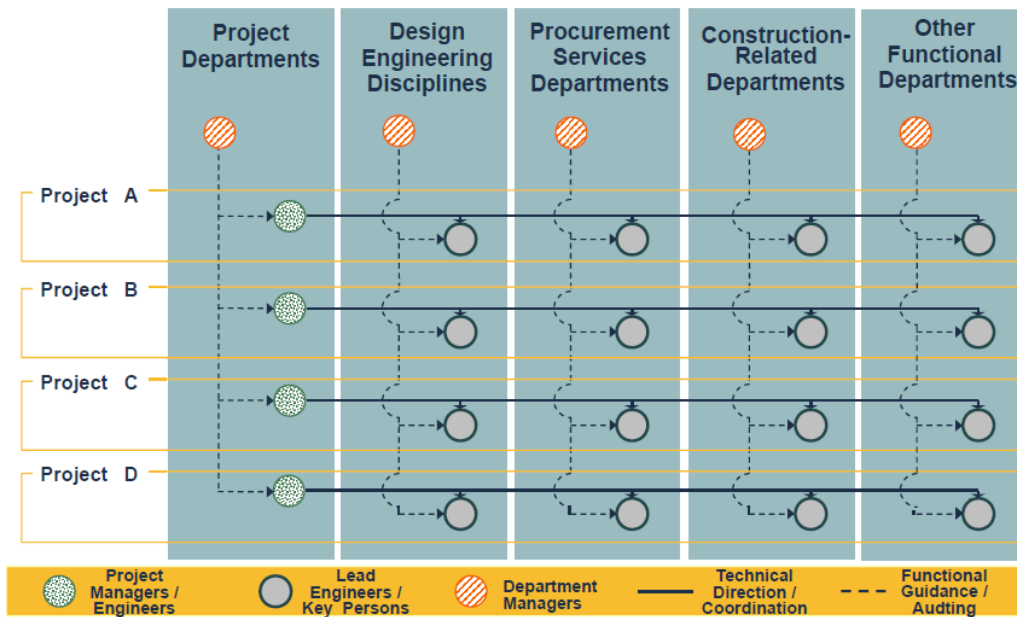 Project
Departments
Design
Engineering
Disciplines
Procurement
Services
Departments
Construction-
Related
Departments
Other
Functional
Departments
Project A
Project B
Project C
Project D
Project
Managers /
Engineers
Lead
Engineers /
Key Persons
Department
Managers
Technical
Direction /
Coordination
Functional
Guidance /
Audting